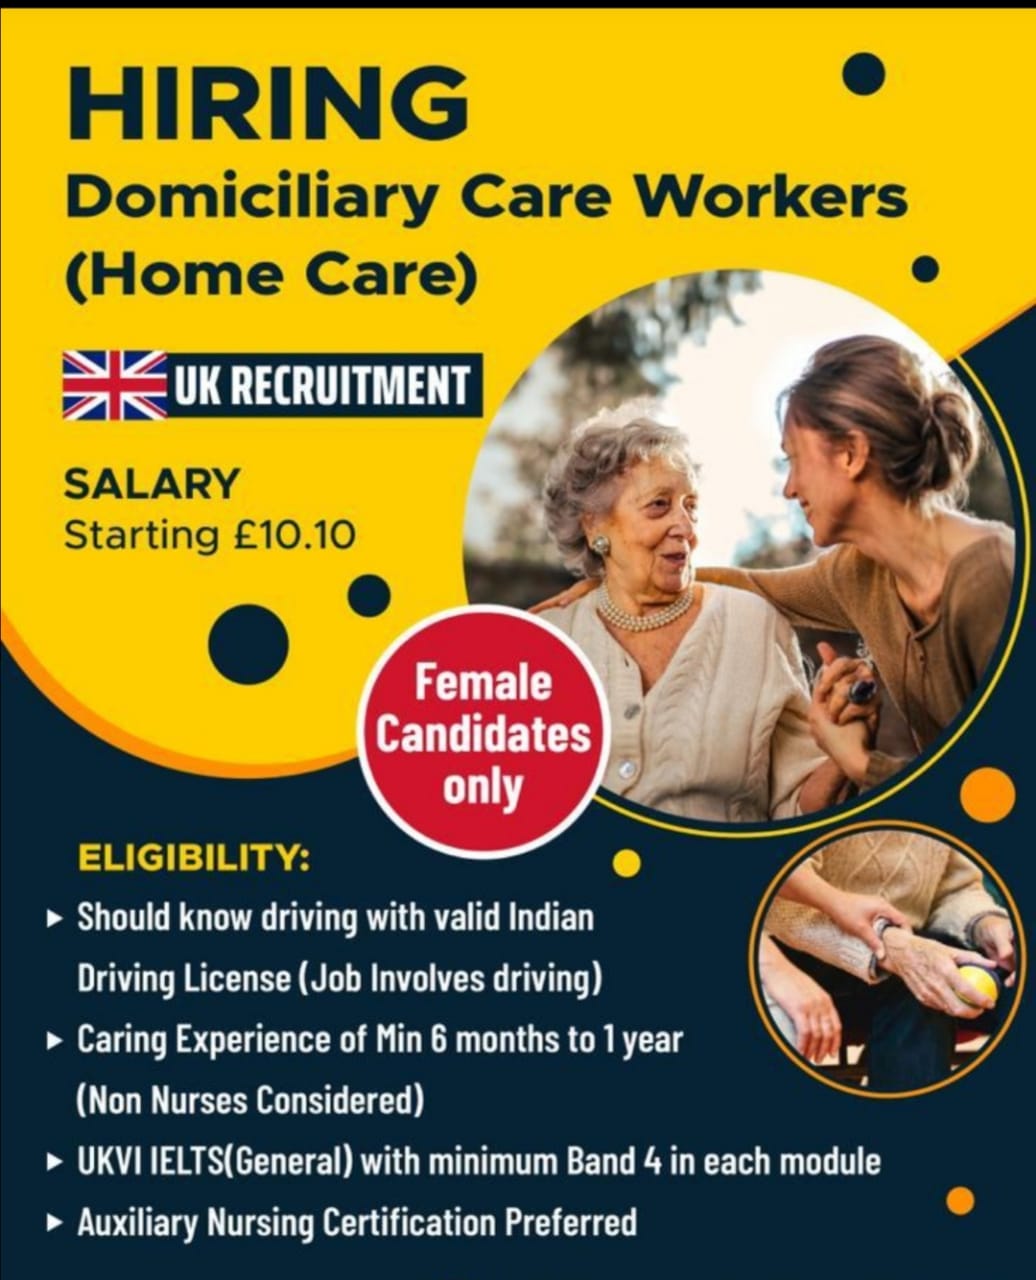 HIRING
Domiciliary Care Workers
(Home Care)
UK RECRUITMENT
SALARY
Starting £10.10
Female
Candidates
only
ELIGIBILITY:
▸ Should know driving with valid Indian
Driving License (Job Involves driving)
▸ Caring Experience of Min 6 months to 1 year
(Non Nurses Considered)
▸ UKVI IELTS(General) with minimum Band 4 in each module
▸ Auxiliary Nursing Certification Preferred